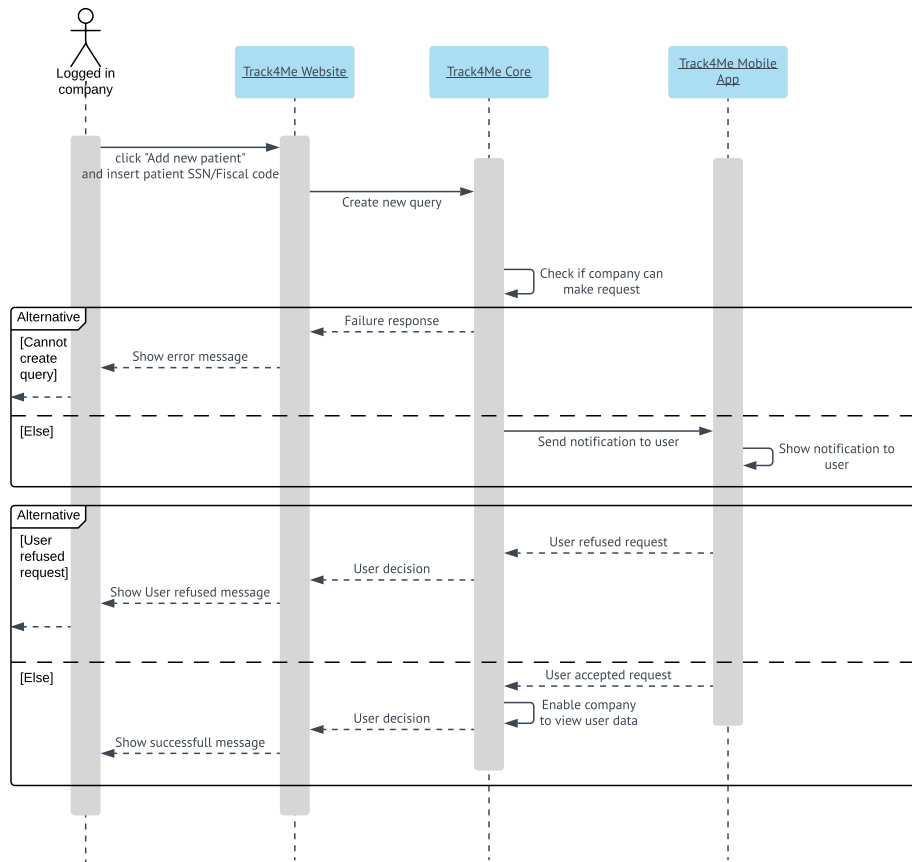 Logged in
company
Track4Me Website
Track4Me Core
Track4Me Mobile
App
click "Add new patient"
and insert patient SSN/Fiscal code
Create new query
Check if company can
make request
Alternative
[Cannot
create
query]
Failure response
Show error message
[Else]
Send notification to user
Show notification to
user
Alternative
[User
refused
request]
User refused request
User decision
Show User refused message
[Else]
User accepted request
Enable company
to view user data
User decision
Show successfull message